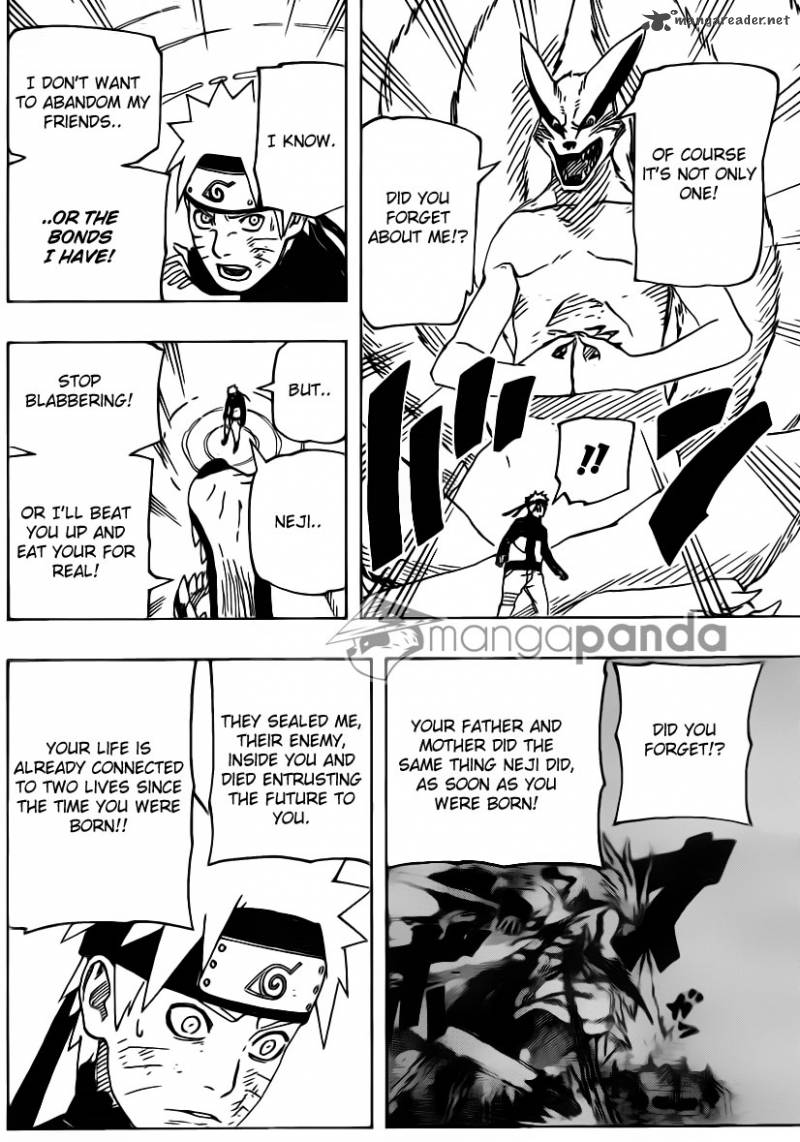 mangareader.net
OF COURSE
IT'S NOT ONLY
ONE!
DID YOU
FORGET
ABOUT ME!?
!!
I KNOW.
I DON'T WANT
TO ABANDOM MY
FRIENDS..
..OR THE
BONDS
I HAVE!
BUT..
NEJI..
STOP
BLABBERING!
OR I'LL BEAT
YOU UP AND
EAT YOUR FOR
REAL!
mangapanda
DID YOU
FORGET!?
YOUR FATHER AND
MOTHER DID THE
SAME THING NEJI DID,
AS SOON AS YOU
WERE BORN!
THEY SEALED ME,
THEIR ENEMY,
INSIDE YOU AND
DIED ENTRUSTING
THE FUTURE TO
YOU.
YOUR LIFE IS
ALREADY CONNECTED
TO TWO LIVES SINCE
THE TIME YOU WERE
BORN!!